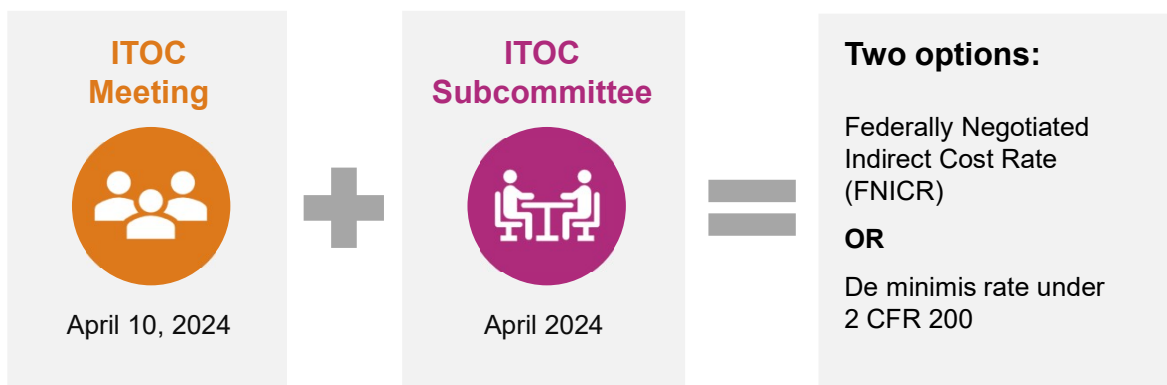 ITOC
Meeting
April 10, 2024
ITOC
Subcommittee
April 2024
Two options:
Federally Negotiated
Indirect Cost Rate
(FNICR)
OR
De minimis rate under
2 CFR 200